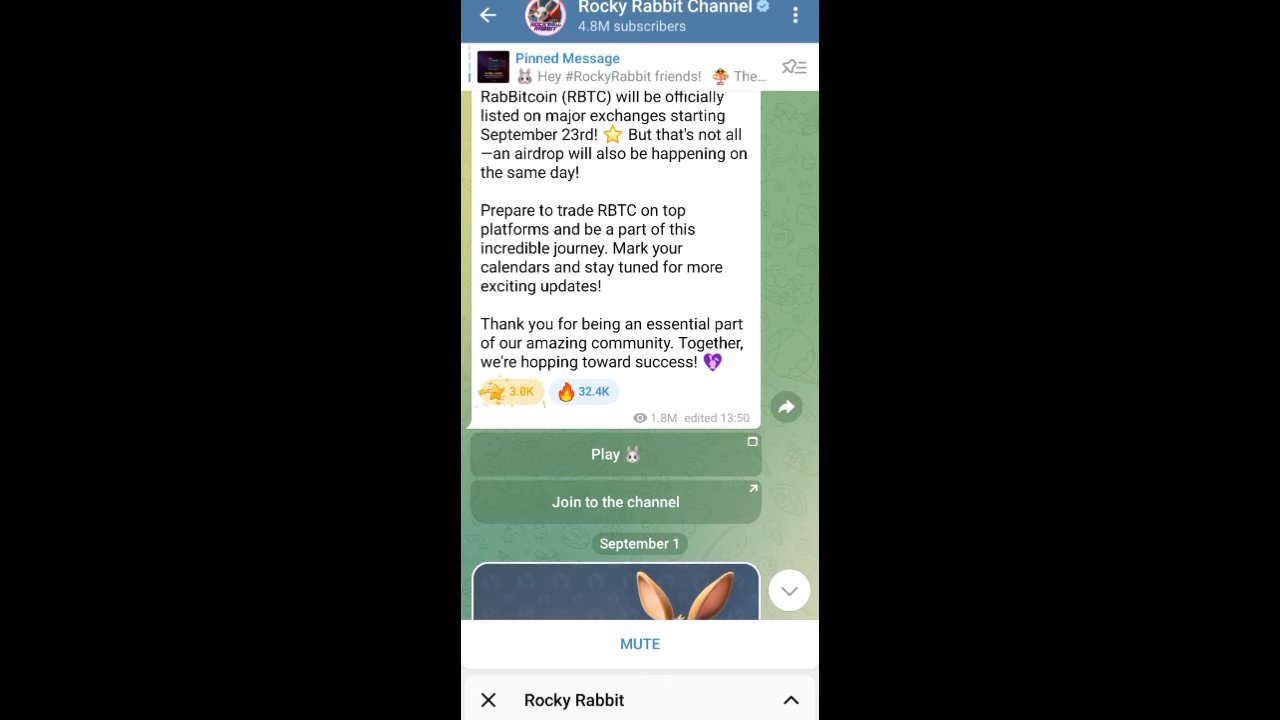 Rocky Rabbit Channel
4.8M subscribers
Pinned Message
🐰 Hey #RockyRabbit friends! The...
RabBitcoin (RBTC) will be officially
listed on major exchanges starting
September 23rd! ⭐ But that's not all
—an airdrop will also be happening on
the same day!
Prepare to trade RBTC on top
platforms and be a part of this
incredible journey. Mark your
calendars and stay tuned for more
exciting updates!
Thank you for being an essential part
of our amazing community. Together,
we're hopping toward success! 💜
3.0K 🔥 32.4K
1.8M edited 13:50
Play 🐰
Join to the channel
September 1
MUTE
Rocky Rabbit